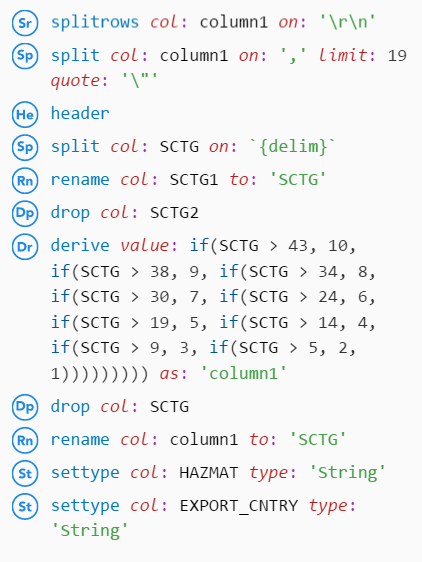 Sr splitrows col: column1 on: '\r\n'
Sp split col: column1 on: ',' limit: 19
quote: '\"'
He header
Sp split col: SCTG on: `{delim}`
Rn rename col: SCTG1 to: 'SCTG'
Dp drop col: SCTG2
Dr derive value: if(SCTG > 43, 10,
if(SCTG > 38, 9, if(SCTG > 34, 8,
if(SCTG > 30, 7, if(SCTG > 24, 6,
if(SCTG > 19, 5, if(SCTG > 14, 4,
if(SCTG > 9, 3, if(SCTG > 5, 2,
1))))))))) as: 'column1'
Dp drop col: SCTG
Rn rename col: column1 to: 'SCTG'
St settype col: HAZMAT type: 'String'
St settype col: EXPORT_CNTRY type:
'String'